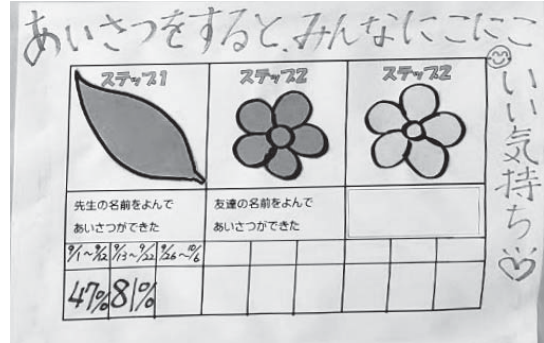 あいさつをすると、みんなにこにこ
いい気持ち
ステップ1 ステップ2 ステップ2
先生の名前をよんで
あいさつができた
友達の名前をよんで
あいさつができた
9/1~9/12 9/13~9/22 9/26~10/6
47% 81%